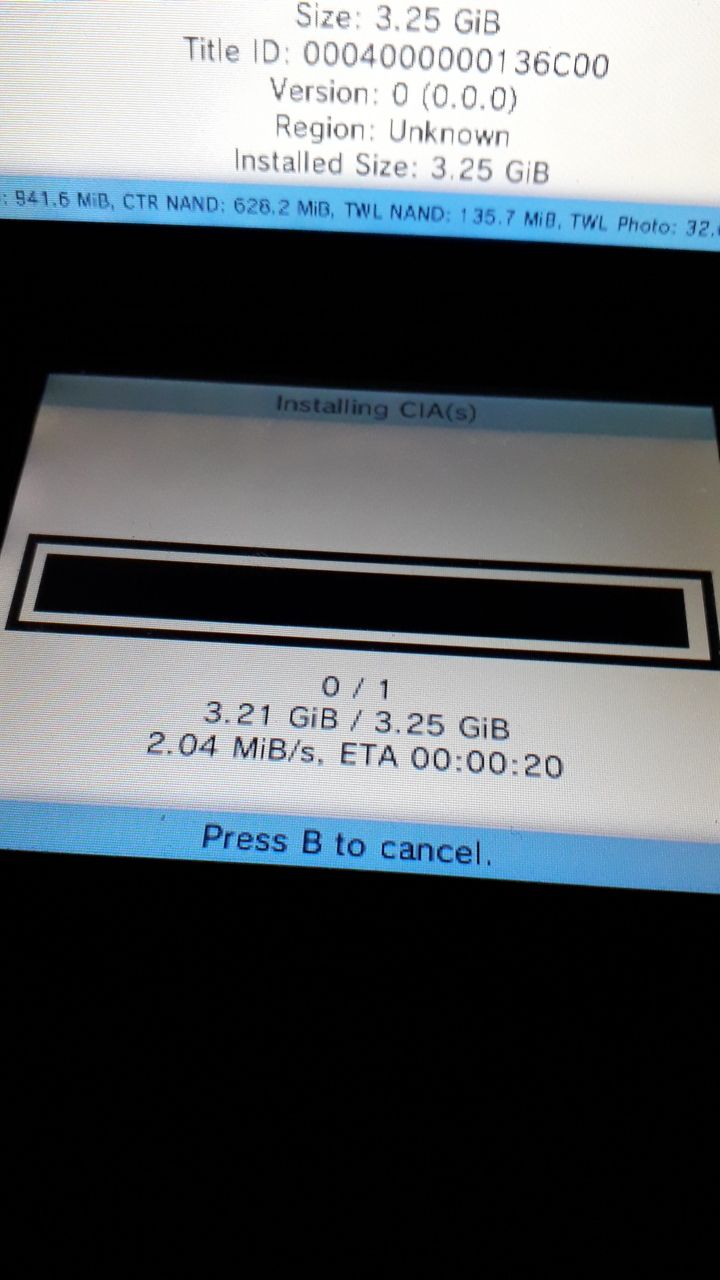 Size: 3.25 GiB
Title ID: 0004000000136C00
Version: 0 (0.0.0)
Region: Unknown
Installed Size: 3.25 GiB
: 941.6 MiB, CTR NAND: 628.2 MiB, TWL NAND: 135.7 MiB, TWL Photo: 32.
Installing CIA(s)
0 / 1
3.21 GiB / 3.25 GiB
2.04 MiB/s, ETA 00:00:20
Press B to cancel.